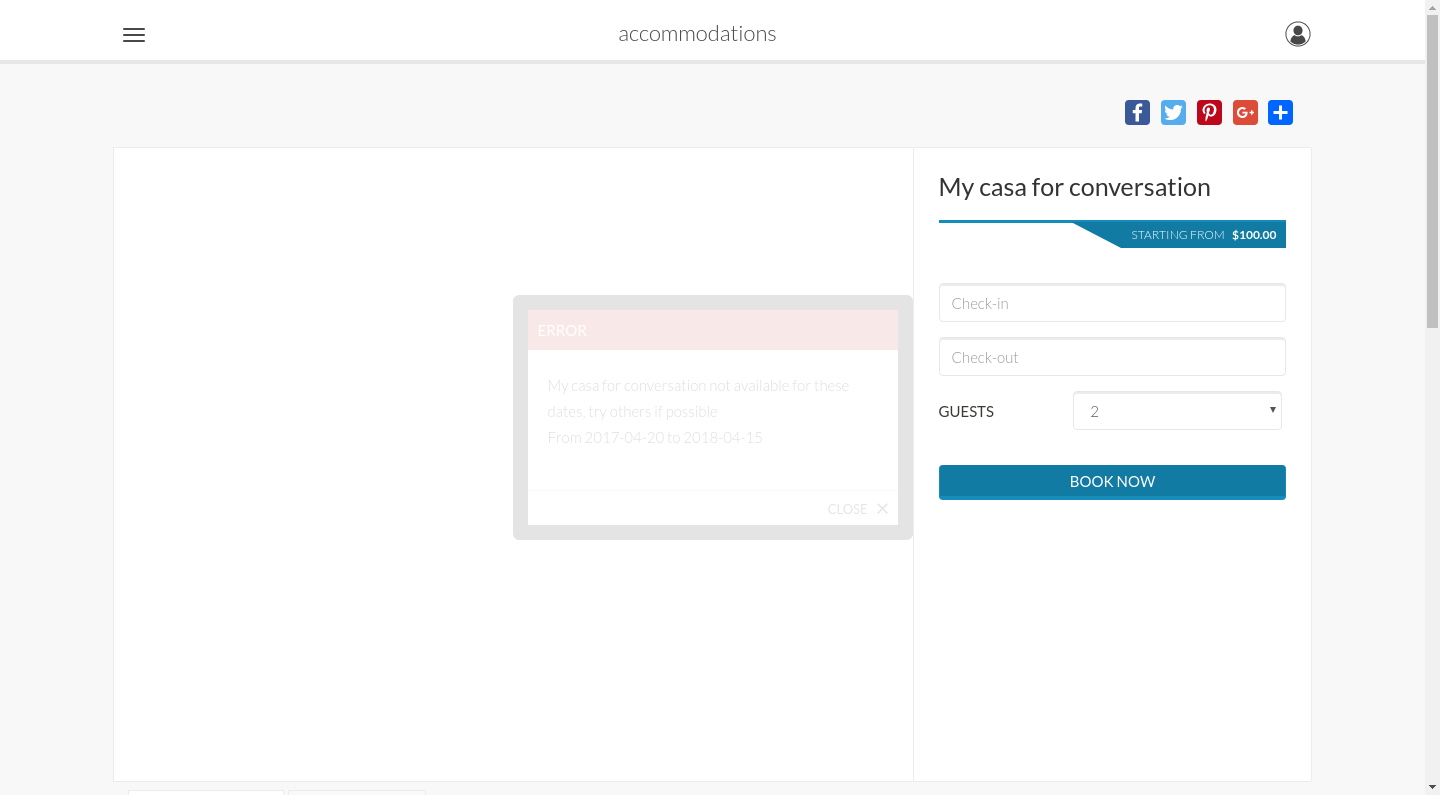 accommodations
My casa for conversation
STARTING FROM $100.00
Check-in
Check-out
GUESTS 2
BOOK NOW
ERROR
My casa for conversation not available for these
dates, try others if possible
From 2017-04-20 to 2018-04-15
CLOSE